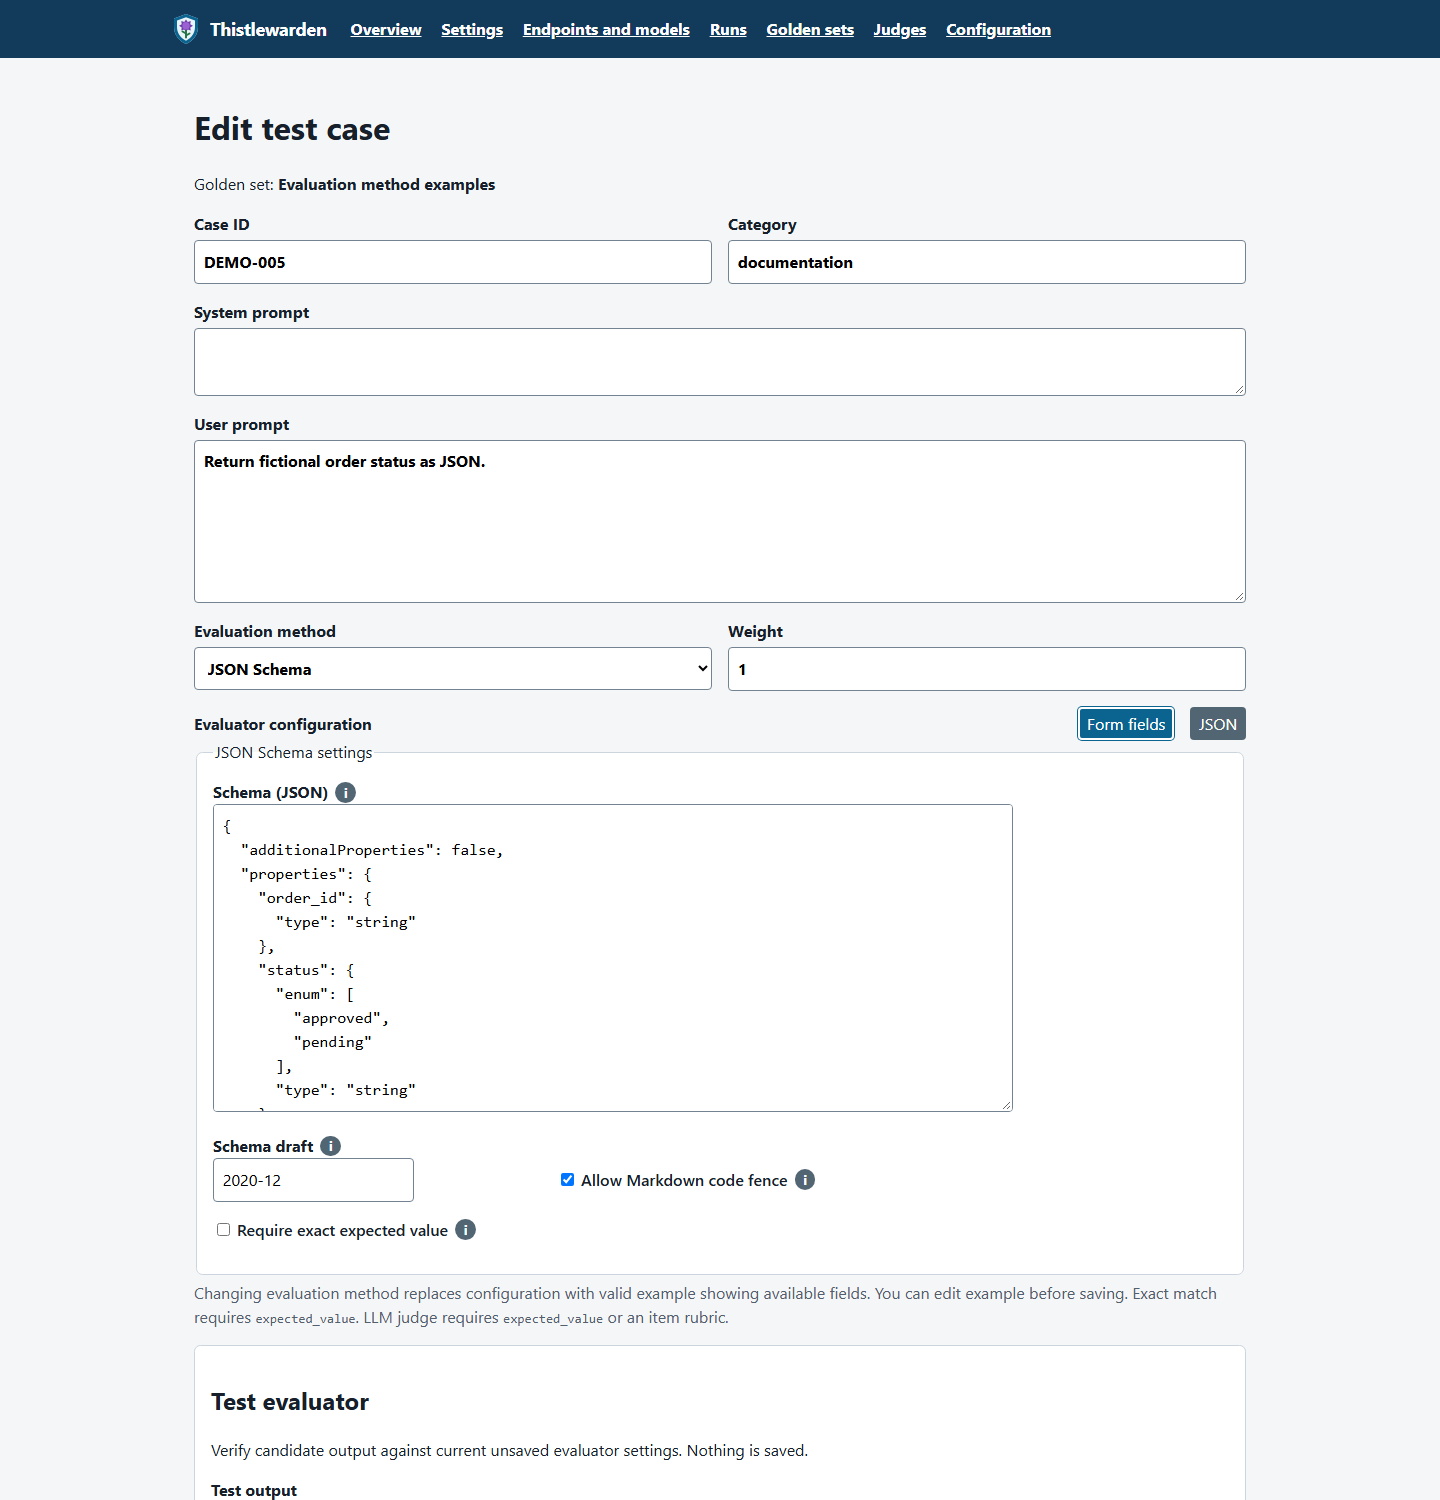 Thistlewarden Overview Settings Endpoints and models Runs Golden sets Judges Configuration
Edit test case
Golden set: Evaluation method examples
Case ID
DEMO-005
Category
documentation
System prompt
User prompt
Return fictional order status as JSON.
Evaluation method
JSON Schema
Weight
1
Evaluator configuration
Form fields
JSON
JSON Schema settings
Schema (JSON) i
{
  "additionalProperties": false,
  "properties": {
    "order_id": {
      "type": "string"
    },
    "status": {
      "enum": [
        "approved",
        "pending"
      ],
      "type": "string"
    }
Schema draft i
2020-12
Allow Markdown code fence i
Require exact expected value i
Changing evaluation method replaces configuration with valid example showing available fields. You can edit example before saving. Exact match
requires expected_value. LLM judge requires expected_value or an item rubric.
Test evaluator
Verify candidate output against current unsaved evaluator settings. Nothing is saved.
Test output